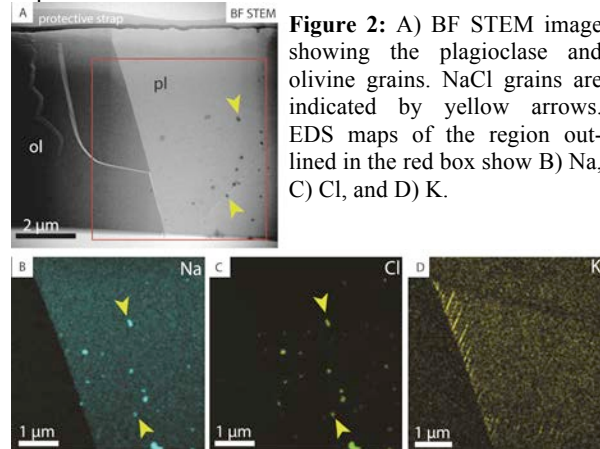 protective strap
A
BF STEM
pl
ol
2 µm
Figure 2: A) BF STEM image
showing the plagioclase and
olivine grains. NaCl grains are
indicated by yellow arrows.
EDS maps of the region out-
lined in the red box show B) Na,
C) Cl, and D) K.
B
Na
1 µm
C
Cl
1 µm
D
K
1 µm